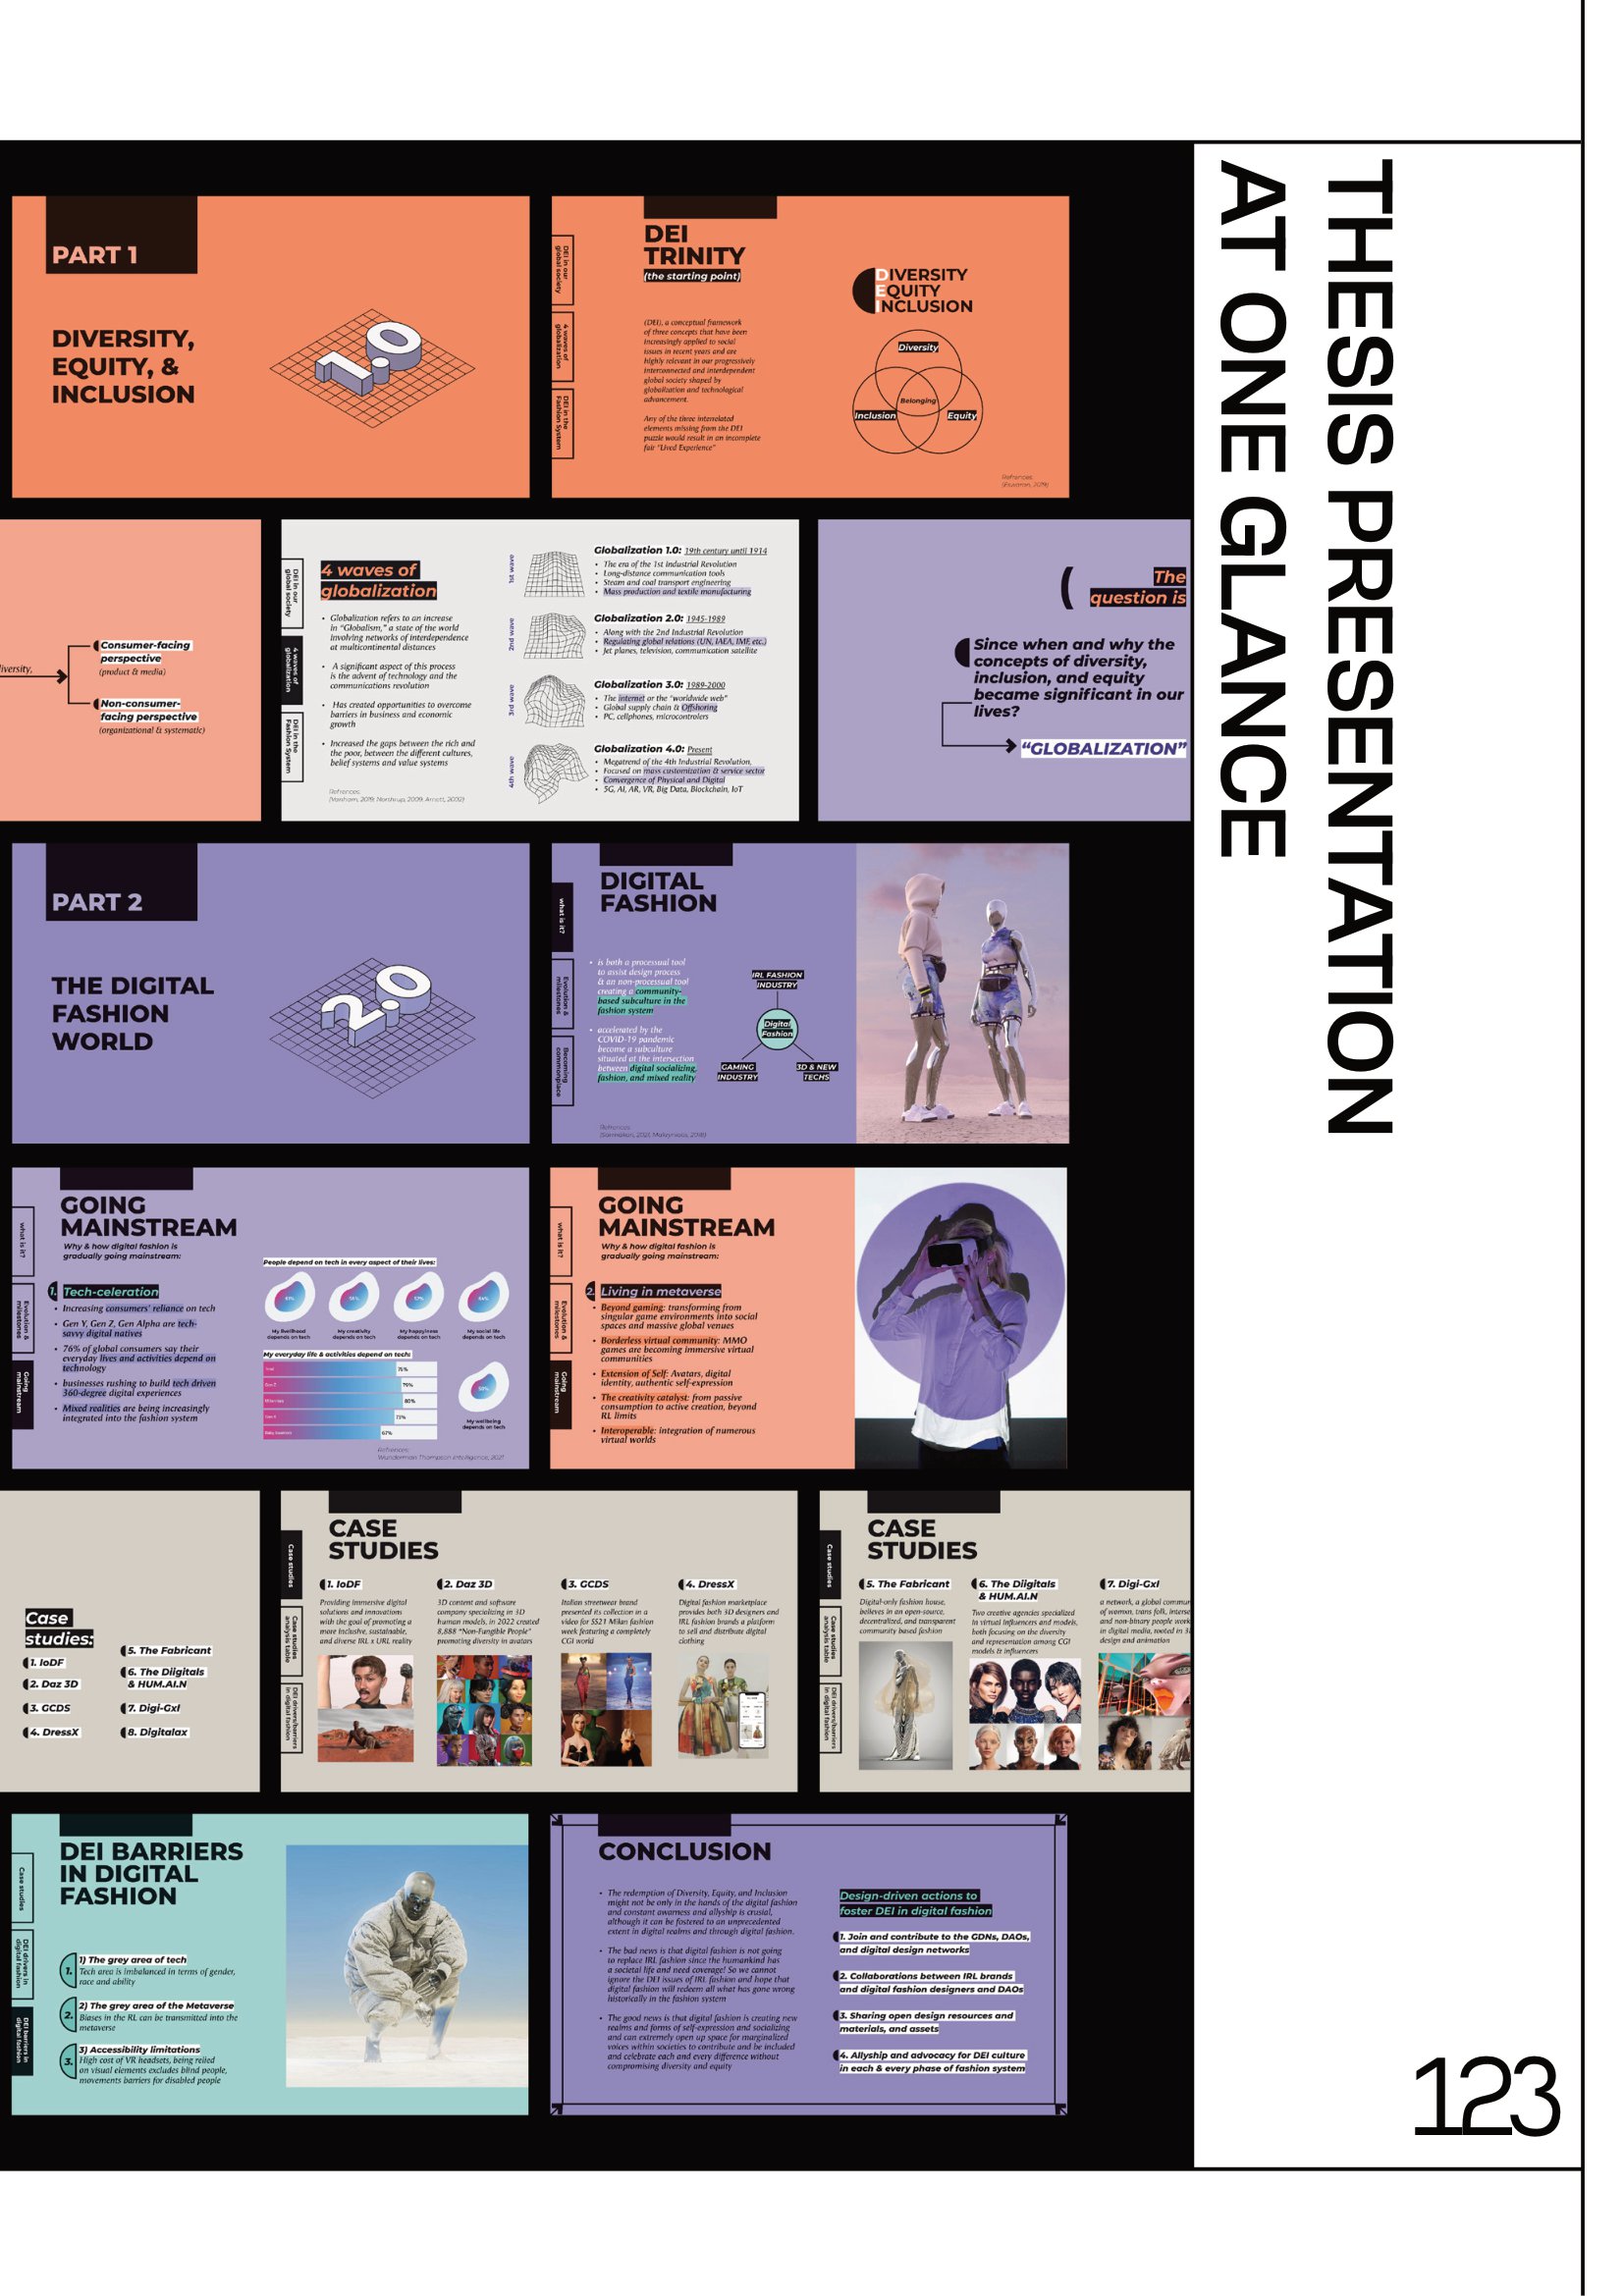 THESIS PRESENTATION
AT ONE GLANCE
PART 1
DIVERSITY,
EQUITY, &
INCLUSION
1.0
DEI in our
global society
4 waves of
globalization
DEI in the
Fashion System
DEI
TRINITY
(the starting point)
(DEI), a conceptual framework
of three concepts that have been
increasingly applied to social
issues in recent years and are
highly relevant in our progressively
interconnected and interdependent
global society shaped by
globalization and technological
advancement.
Any of the three interrelated
elements missing from the DEI
puzzle would result in an incomplete
fair "Lived Experience"
DIVERSITY
EQUITY
INCLUSION
Diversity
Belonging
Inclusion
Equity
Refrences:
iversity,
Consumer-facing
perspective
(product & media)
Non-consumer-
facing perspective
(organizational & systematic)
DEI in our
global society
4 waves of
globalization
DEI in the
Fashion System
4 waves of
globalization
• Globalization refers to an increase
in "Globalism," a state of the world
involving networks of interdependence
at multicontinental distances
• A significant aspect of this process
is the advent of technology and the
communications revolution
• Has created opportunities to overcome
barriers in business and economic
growth
• Increased the gaps between the rich and
the poor, between the different cultures,
belief systems and value systems
Refrences:
1st wave
Globalization 1.0: 19th century until 1914
• The era of the 1st Industrial Revolution
• Long-distance communication tools
• Steam and coal transport engineering
• Mass production and textile manufacturing
2nd wave
Globalization 2.0: 1945-1989
• Along with the 2nd Industrial Revolution
• Regulating global relations (UN, IAEA, IMF, etc.)
• Jet planes, television, communication satellite
3rd wave
Globalization 3.0: 1989-2000
• The internet or the "worldwide web"
• Global supply chain & Offshoring
• PC, cellphones, microcontrolers
4th wave
Globalization 4.0: Present
• Megatrend of the 4th Industrial Revolution,
• Focused on mass customization & service sector
• Convergence of Physical and Digital
• 5G, AI, AR, VR, Big Data, Blockchain, IoT
( The
question is
Since when and why the
concepts of diversity,
inclusion, and equity
became significant in our
lives?
"GLOBALIZATION"
PART 2
THE DIGITAL
FASHION
WORLD
2.0
what is it?
Evolution &
milestones
Becoming
commonplace
DIGITAL
FASHION
• is both a processual tool
to assist design process
& an non-processual tool
creating a community-
based subculture in the
fashion system
• accelerated by the
COVID-19 pandemic
become a subculture
situated at the intersection
between digital socializing,
fashion, and mixed reality
Refrences:
IRL FASHION
INDUSTRY
Digital
Fashion
GAMING
INDUSTRY
3D & NEW
TECHS
what is it?
Evolution &
milestones
Going
mainstream
GOING
MAINSTREAM
Why & how digital fashion is
gradually going mainstream:
1. Tech-celeration
• Increasing consumers' reliance on tech
• Gen Y, Gen Z, Gen Alpha are tech-
savvy digital natives
• 76% of global consumers say their
everyday lives and activities depend on
technology
• businesses rushing to build tech driven
360-degree digital experiences
• Mixed realities are being increasingly
integrated into the fashion system
People depend on tech in every aspect of their lives:
My livelihood
depends on tech
My creativity
depends on tech
My happyiness
depends on tech
My social life
depends on tech
My everyday life & activities depend on tech:
76%
79%
80%
73%
67%
My wellbeing
depends on tech
Refrences:
Wunderman Thompson Intelligence, 2021
what is it?
Evolution &
milestones
Going
mainstream
GOING
MAINSTREAM
Why & how digital fashion is
gradually going mainstream:
2. Living in metaverse
• Beyond gaming: transforming from
singular game environments into social
spaces and massive global venues
• Borderless virtual community: MMO
games are becoming immersive virtual
communities
• Extension of Self: Avatars, digital
identity, authentic self-expression
• The creativity catalyst: from passive
consumption to active creation, beyond
RL limits
• Interoperable: integration of numerous
virtual worlds
Case
studies:
1. IoDF
2. Daz 3D
3. GCDS
4. DressX
5. The Fabricant
6. The Diigitals
& HUM.AI.N
7. Digi-Gxl
8. Digitalax
Case studies
Case studies
analysis table
DEI drivers/barriers
in digital fashion
CASE
STUDIES
1. IoDF
Providing immersive digital
solutions and innovations
with the goal of promoting a
more inclusive, sustainable,
and diverse IRL x URL reality
2. Daz 3D
3D content and software
company specializing in 3D
human models, in 2022 created
8,888 "Non-Fungible People"
promoting diversity in avatars
3. GCDS
Italian streetwear brand
presented its collection in a
video for SS21 Milan fashion
week featuring a completely
CGI world
4. DressX
Digital fashion marketplace
provides both 3D designers and
IRL fashion brands a platform
to sell and distribute digital
clothing
Case studies
Case studies
analysis table
DEI drivers/barriers
in digital fashion
CASE
STUDIES
5. The Fabricant
Digital-only fashion house,
believes in an open-source,
decentralized, and transparent
community based fashion
6. The Diigitals
& HUM.AI.N
Two creative agencies specialized
in virtual influencers and models,
both focusing on the diversity
and representation among CGI
models & influencers
7. Digi-Gxl
a network, a global commun
of women, trans folk, interse
and non-binary people work
in digital media, rooted in 3
design and animation
Case studies
DEI drivers in
digital fashion
DEI barriers in
digital fashion
DEI BARRIERS
IN DIGITAL
FASHION
1. 1) The grey area of tech
Tech area is imbalanced in terms of gender,
race and ability
2. 2) The grey area of the Metaverse
Biases in the RL can be transmitted into the
metaverse
3. 3) Accessibility limitations
High cost of VR headsets, being relied
on visual elements excludes blind people,
movements barriers for disabled people
CONCLUSION
• The redemption of Diversity, Equity, and Inclusion
might not be only in the hands of the digital fashion
and constant awarness and allyship is crusial,
although it can be fostered to an unprecedented
extent in digital realms and through digital fashion.
• The bad news is that digital fashion is not going
to replace IRL fashion since the humankind has
a societal life and need coverage! So we cannot
ignore the DEI issues of IRL fashion and hope that
digital fashion will redeem all what has gone wrong
historically in the fashion system
• The good news is that digital fashion is creating new
realms and forms of self-expression and socializing
and can extremely open up space for marginalized
voices within societies to contribute and be included
and celebrate each and every difference without
compromising diversity and equity
Design-driven actions to
foster DEI in digital fashion
1. Join and contribute to the GDNs, DAOs,
and digital design networks
2. Collaborations between IRL brands
and digital fashion designers and DAOs
3. Sharing open design resources and
materials, and assets
4. Allyship and advocacy for DEI culture
in each & every phase of fashion system
123